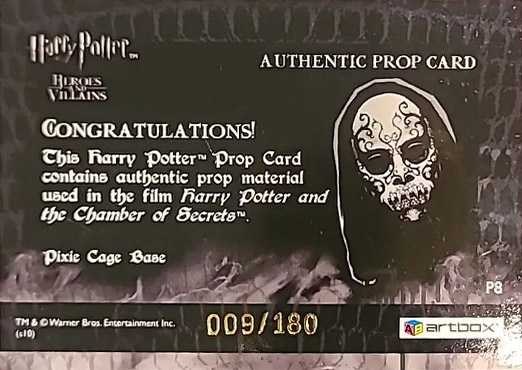 Harry Potter™
AUTHENTIC PROP CARD
HEROES
AND
VILLAINS
CONGRATULATIONS!
This Harry Potter™ Prop Card
contains authentic prop material
used in the film Harry Potter and
the Chamber of Secrets™.
Pixie Cage Base
P8
TM & © Warner Bros. Entertainment Inc.
(s10)
009/180
artbox